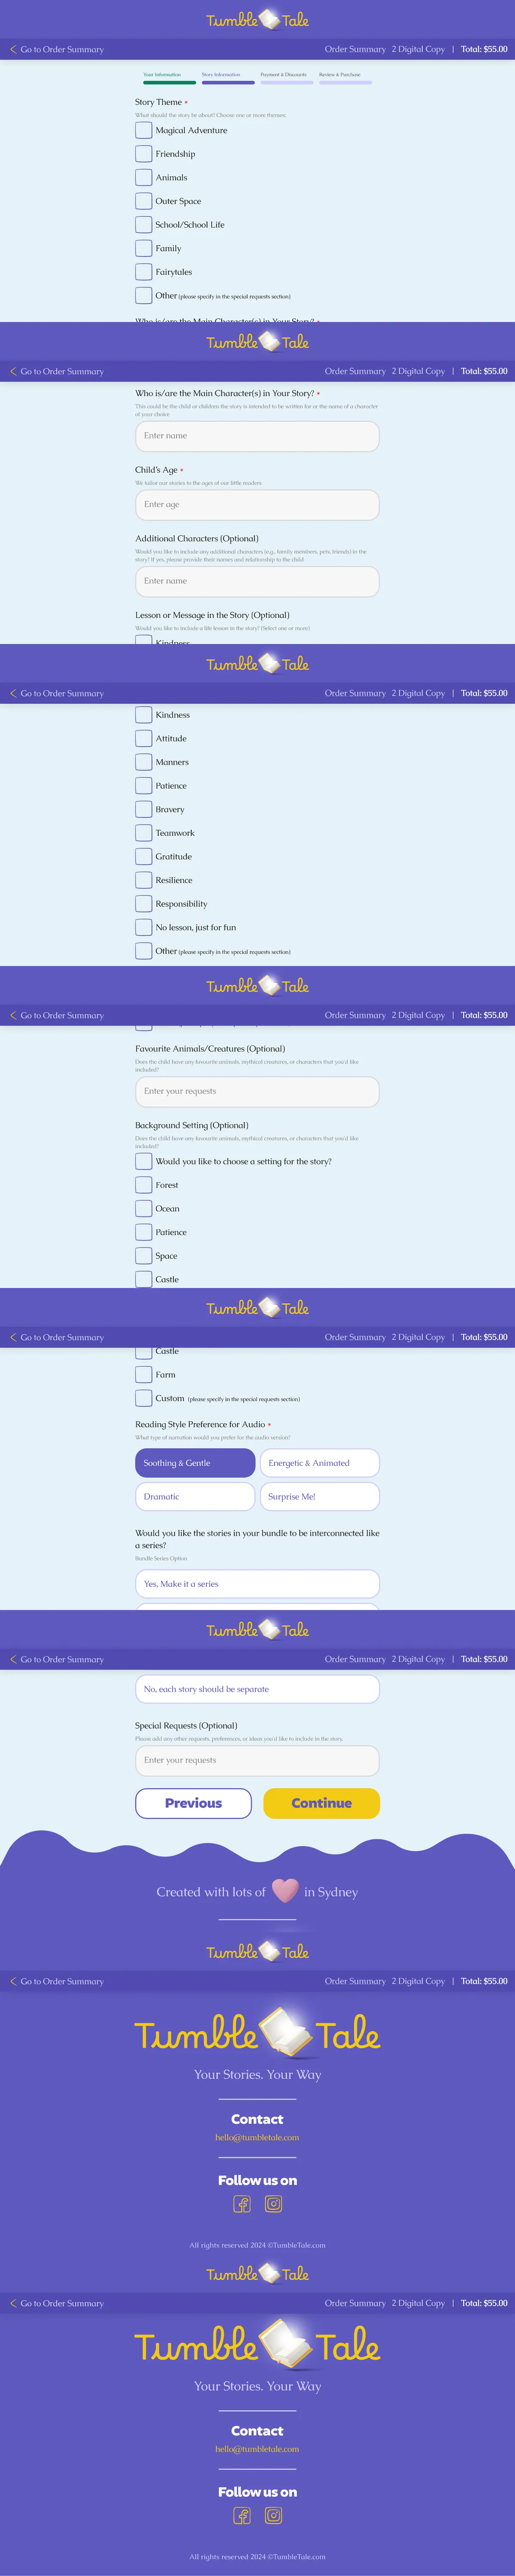 Tumble Tale
Go to Order Summary
Order Summary 2 Digital Copy | Total: $55.00
Your Information
Story Information
Payment & Discounts
Review & Purchase
Story Theme *
What should the story be about? Choose one or more themes:
Magical Adventure
Friendship
Animals
Outer Space
School/School Life
Family
Fairytales
Other (please specify in the special requests section)
Who is/are the Main Character(s) in Your Story? *
Tumble Tale
Go to Order Summary
Order Summary 2 Digital Copy | Total: $55.00
Who is/are the Main Character(s) in Your Story? *
This could be the child or children the story is intended to be written for or the name of a character
of your choice
Enter name
Child's Age *
We tailor our stories to the ages of our little readers
Enter age
Additional Characters (Optional)
Would you like to include any additional characters (e.g., family members, pets, friends) in the
story? If yes, please provide their names and relationship to the child
Enter name
Lesson or Message in the Story (Optional)
Would you like to include a life lesson in the story? (Select one or more)
Kindness
Tumble Tale
Go to Order Summary
Order Summary 2 Digital Copy | Total: $55.00
Kindness
Attitude
Manners
Patience
Bravery
Teamwork
Gratitude
Resilience
Responsibility
No lesson, just for fun
Other (please specify in the special requests section)
Tumble Tale
Go to Order Summary
Order Summary 2 Digital Copy | Total: $55.00
Favourite Animals/Creatures (Optional)
Does the child have any favourite animals, mythical creatures, or characters that you'd like
included?
Enter your requests
Background Setting (Optional)
Does the child have any favourite animals, mythical creatures, or characters that you'd like
included?
Would you like to choose a setting for the story?
Forest
Ocean
Patience
Space
Castle
Tumble Tale
Go to Order Summary
Order Summary 2 Digital Copy | Total: $55.00
Castle
Farm
Custom (please specify in the special requests section)
Reading Style Preference for Audio *
What type of narration would you prefer for the audio version?
Soothing & Gentle
Energetic & Animated
Dramatic
Surprise Me!
Would you like the stories in your bundle to be interconnected like
a series?
Bundle Series Option
Yes, Make it a series
Tumble Tale
Go to Order Summary
Order Summary 2 Digital Copy | Total: $55.00
No, each story should be separate
Special Requests (Optional)
Please add any other requests, preferences, or ideas you'd like to include in the story.
Enter your requests
Previous
Continue
Created with lots of in Sydney
Tumble Tale
Go to Order Summary
Order Summary 2 Digital Copy | Total: $55.00
Tumble Tale
Your Stories. Your Way
Contact
hello@tumbletale.com
Follow us on
All rights reserved 2024 ©TumbleTale.com
Tumble Tale
Go to Order Summary
Order Summary 2 Digital Copy | Total: $55.00
Tumble Tale
Your Stories. Your Way
Contact
hello@tumbletale.com
Follow us on
All rights reserved 2024 ©TumbleTale.com